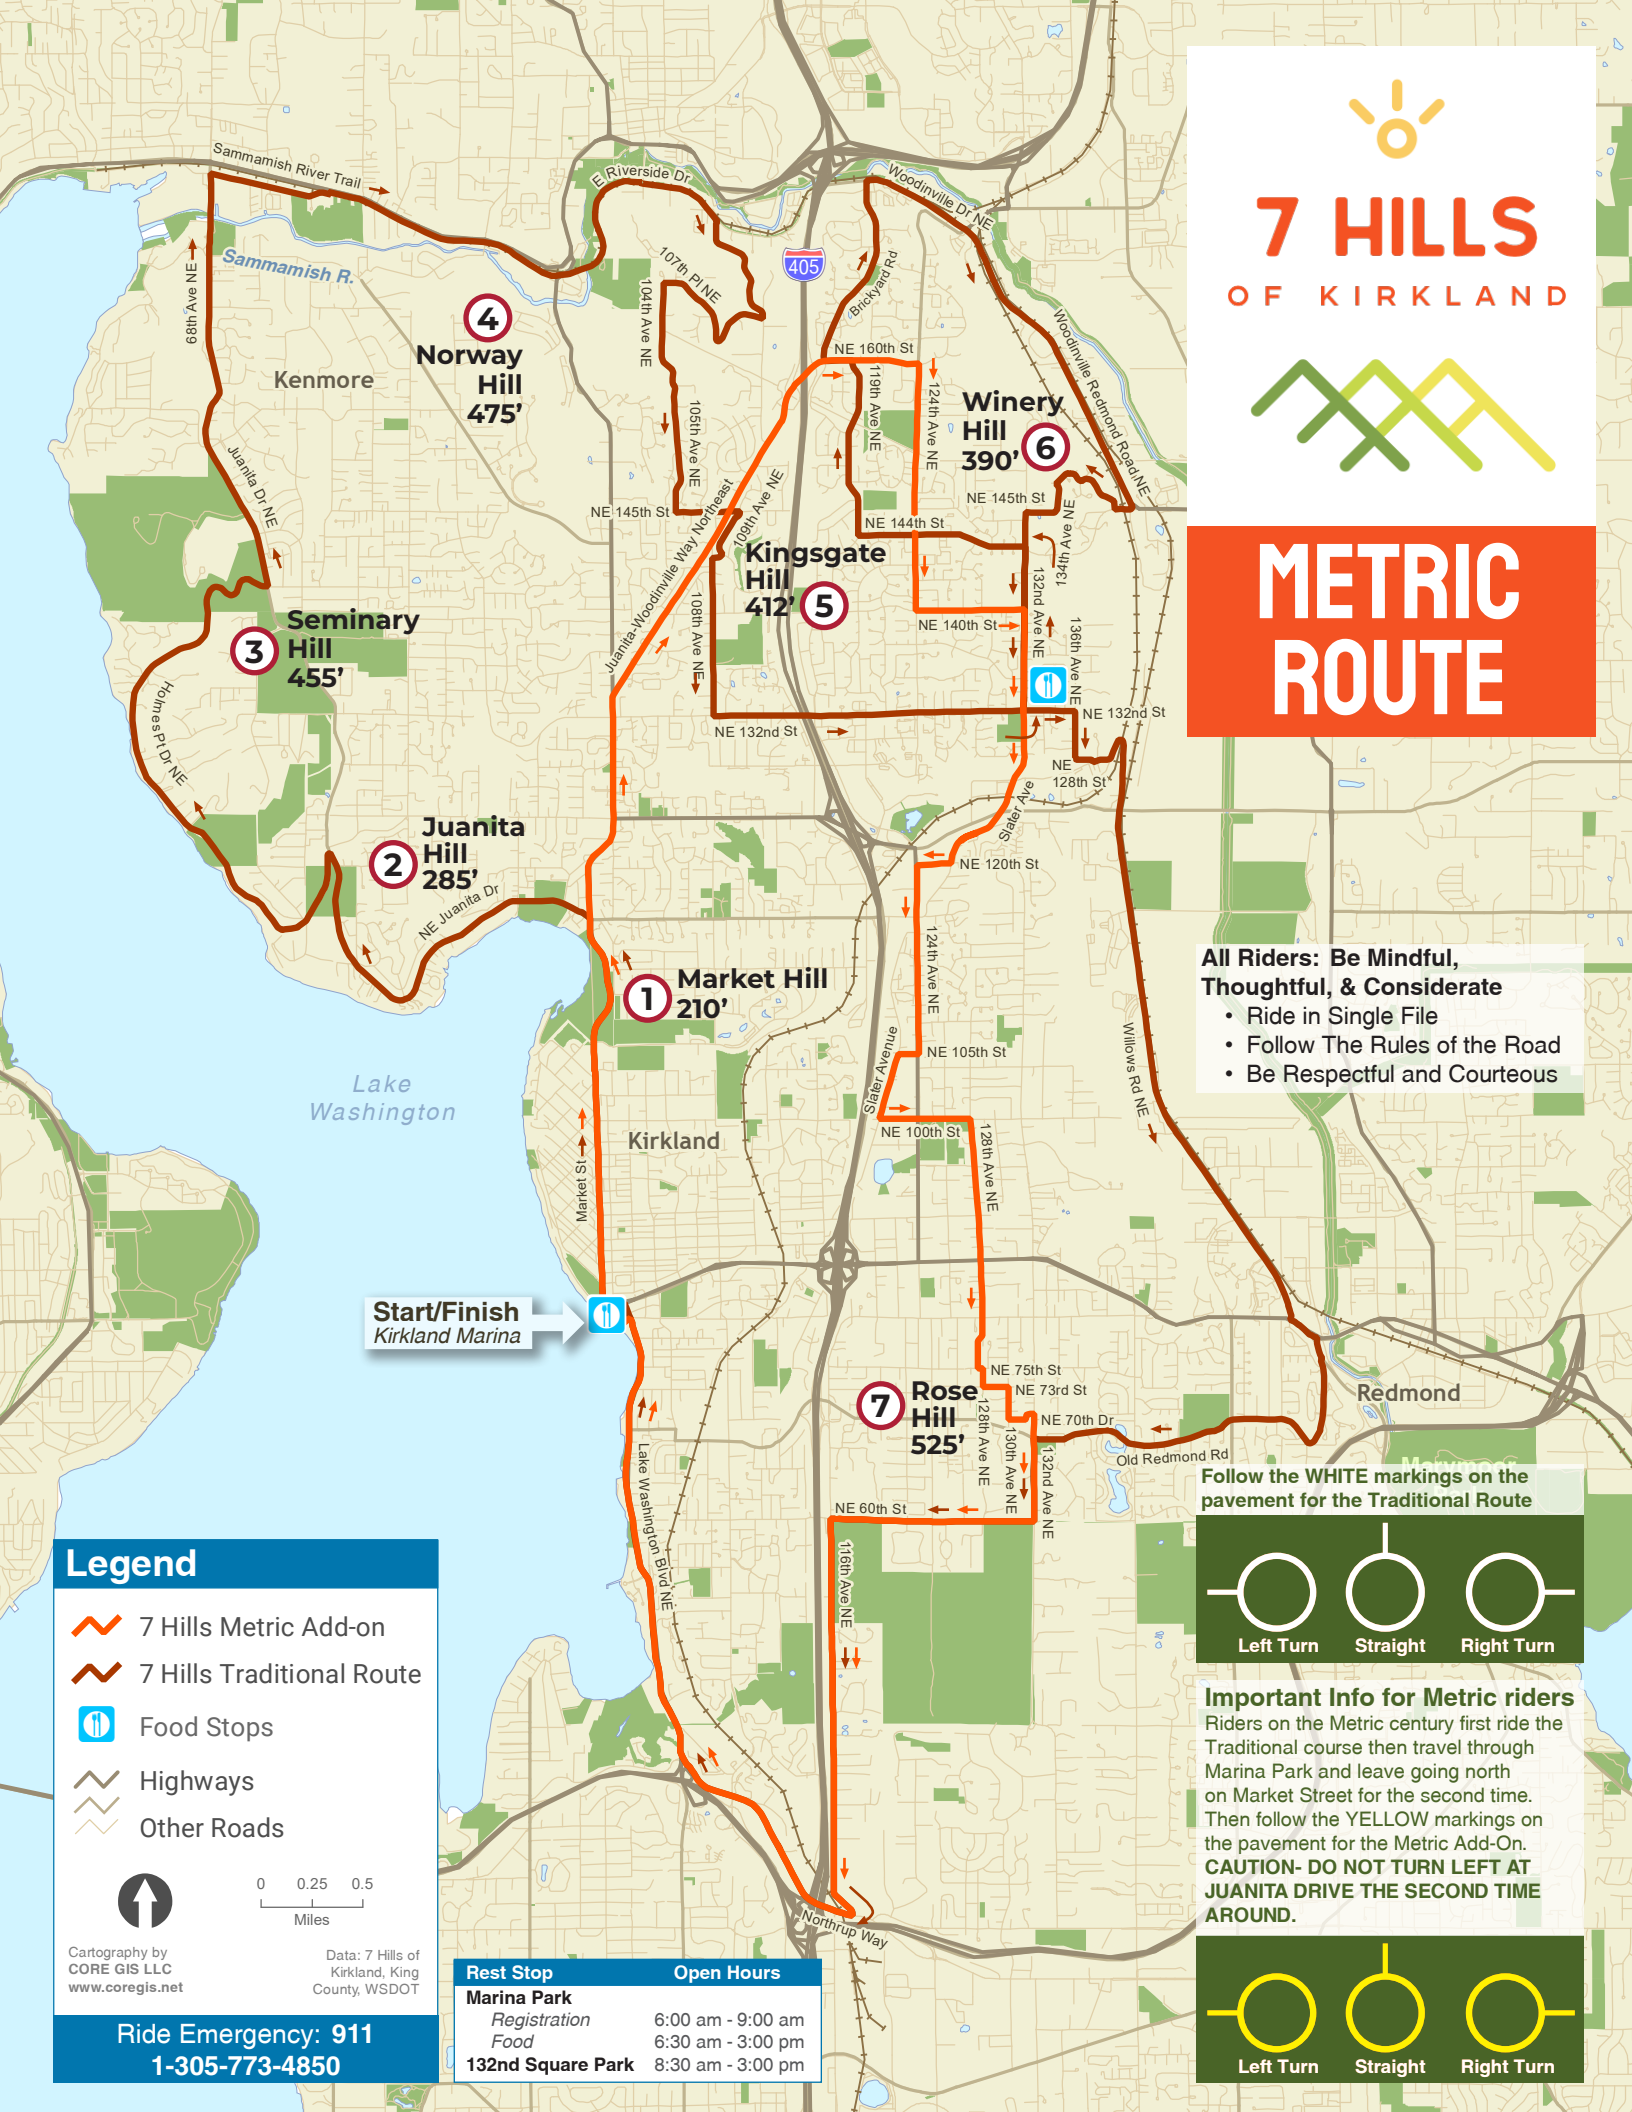 7 HILLS
OF KIRKLAND
METRIC
ROUTE
Sammamish River Trail
E Riverside Dr
Woodinville Dr NE
Sammamish R.
68th Ave NE
107th Pl NE
405
104th Ave NE
Brickyard Rd
Woodinville Redmond Road NE
4
Norway
Hill
475'
Kenmore
NE 160th St
119th Ave NE
124th Ave NE
Winery
Hill
390'
6
105th Ave NE
Juanita Dr NE
109th Ave NE
NE 145th St
NE 145th St
NE 144th St
134th Ave NE
Juanita-Woodinville Way Northeast
Kingsgate
Hill
412'
5
108th Ave NE
132nd Ave NE
NE 140th St
136th Ave NE
3
Seminary
Hill
455'
Holmes Pt Dr NE
NE 132nd St
NE 132nd St
NE
128th St
Slater Ave
2
Juanita
Hill
285'
NE Juanita Dr
NE 120th St
124th Ave NE
1
Market Hill
210'
All Riders: Be Mindful,
Thoughtful, & Considerate
• Ride in Single File
• Follow The Rules of the Road
• Be Respectful and Courteous
Willows Rd NE
NE 105th St
Slater Avenue
Lake
Washington
Kirkland
NE 100th St
128th Ave NE
Market St
Start/Finish
Kirkland Marina
NE 75th St
NE 73rd St
7
Rose
Hill
525'
128th Ave NE
130th Ave NE
NE 70th Dr
132nd Ave NE
Old Redmond Rd
Redmond
Marymoor
Lake Washington Blvd NE
NE 60th St
116th Ave NE
Northrup Way
Follow the WHITE markings on the
pavement for the Traditional Route
Left Turn Straight Right Turn
Important Info for Metric riders
Riders on the Metric century first ride the
Traditional course then travel through
Marina Park and leave going north
on Market Street for the second time.
Then follow the YELLOW markings on
the pavement for the Metric Add-On.
CAUTION- DO NOT TURN LEFT AT
JUANITA DRIVE THE SECOND TIME
AROUND.
Left Turn Straight Right Turn
Legend
7 Hills Metric Add-on
7 Hills Traditional Route
Food Stops
Highways
Other Roads
0 0.25 0.5
Miles
Cartography by
CORE GIS LLC
www.coregis.net
Data: 7 Hills of
Kirkland, King
County, WSDOT
Ride Emergency: 911
1-305-773-4850
Rest Stop Open Hours
Marina Park
Registration 6:00 am - 9:00 am
Food 6:30 am - 3:00 pm
132nd Square Park 8:30 am - 3:00 pm